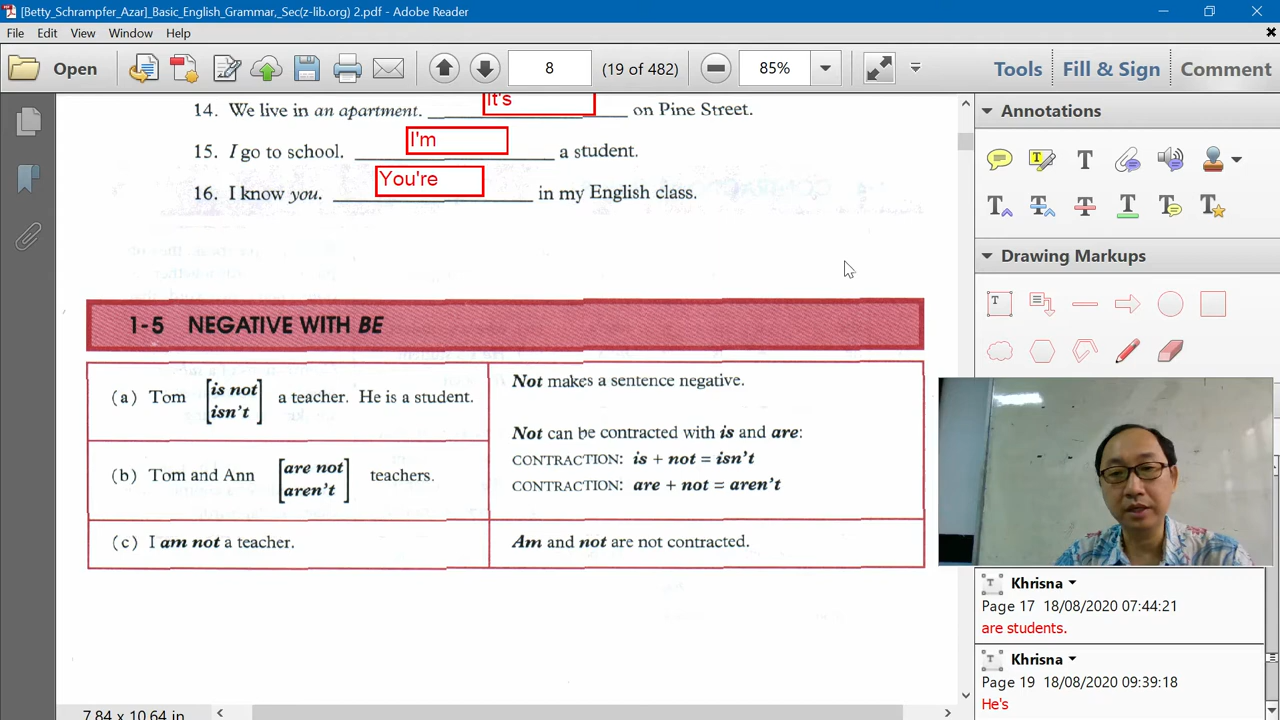 [Betty_Schrampfer_Azar]_Basic_English_Grammar,_Sec(z-lib.org) 2.pdf - Adobe Reader
File Edit View Window Help
Open 8 (19 of 482) 85% Tools Fill & Sign Comment
14. We live in an apartment. It's on Pine Street.
15. I go to school. I'm a student.
16. I know you. You're in my English class.
1-5 NEGATIVE WITH BE
(a) Tom [is not isn't] a teacher. He is a student.
Not makes a sentence negative.
Not can be contracted with is and are:
CONTRACTION: is + not = isn't
CONTRACTION: are + not = aren't
(b) Tom and Ann [are not aren't] teachers.
(c) I am not a teacher.
Am and not are not contracted.
7.84 x 10.64 in
Annotations
Drawing Markups
Khrisna
Page 17 18/08/2020 07:44:21
are students.
Khrisna
Page 19 18/08/2020 09:39:18
He's